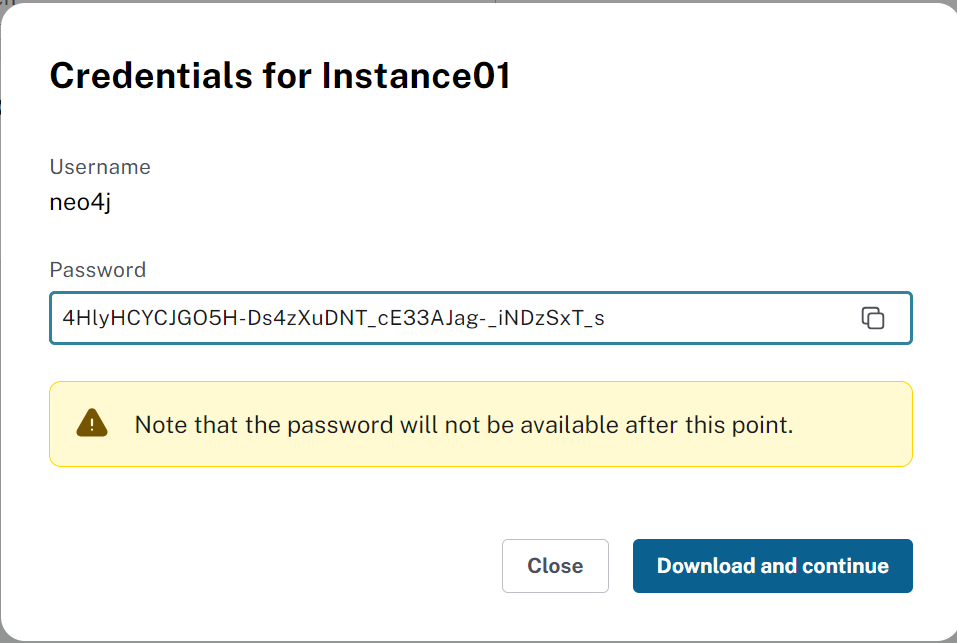 Credentials for Instance01
Username
neo4j
Password
4HlyHCYCJGO5H-Ds4zXuDNT_cE33AJag-_iNDzSxT_s
Note that the password will not be available after this point.
Close
Download and continue